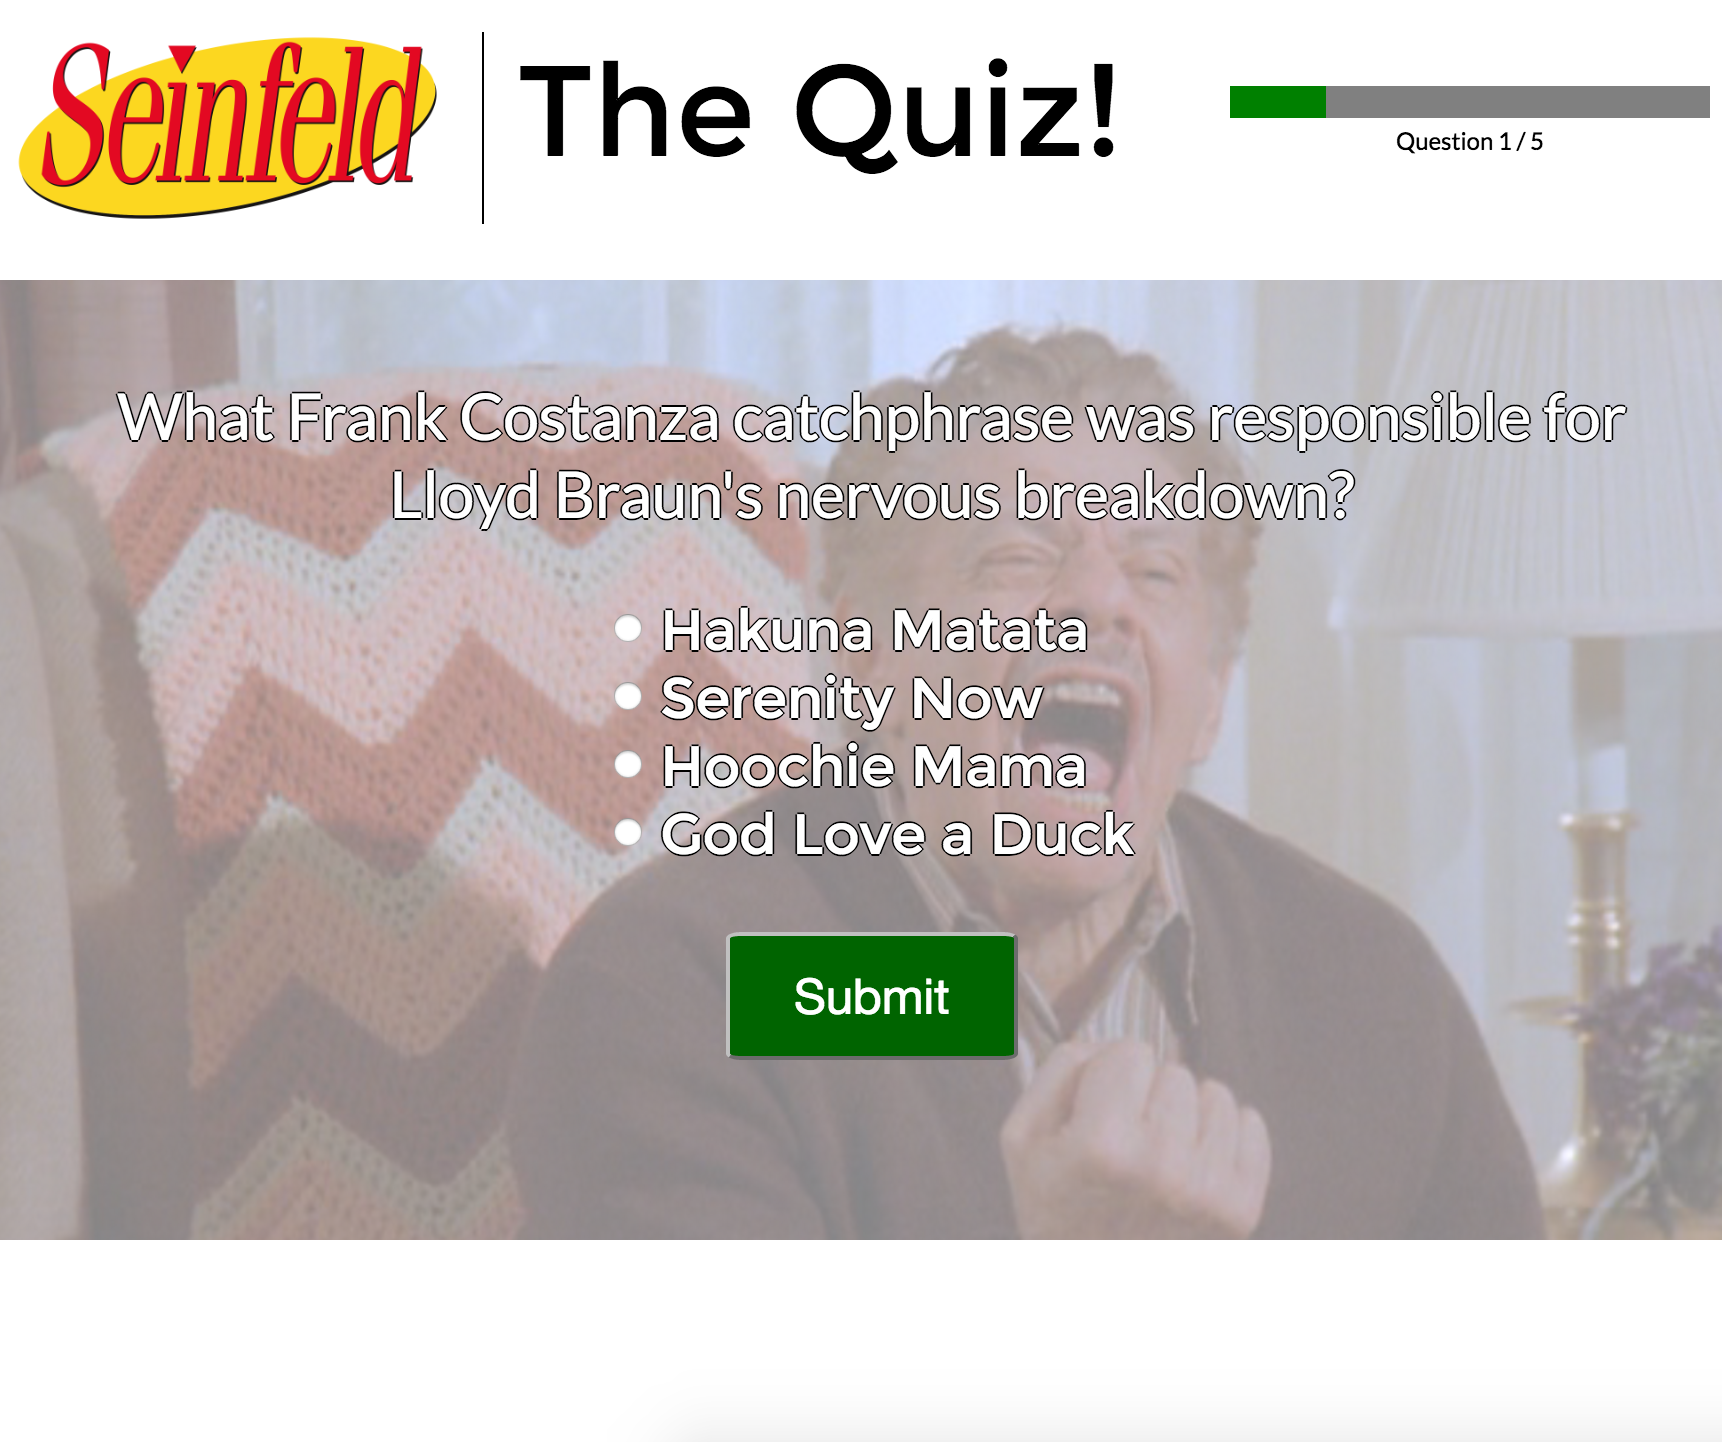 Seinfeld
The Quiz!
Question 1 / 5
What Frank Costanza catchphrase was responsible for
Lloyd Braun's nervous breakdown?
Hakuna Matata
Serenity Now
Hoochie Mama
God Love a Duck
Submit